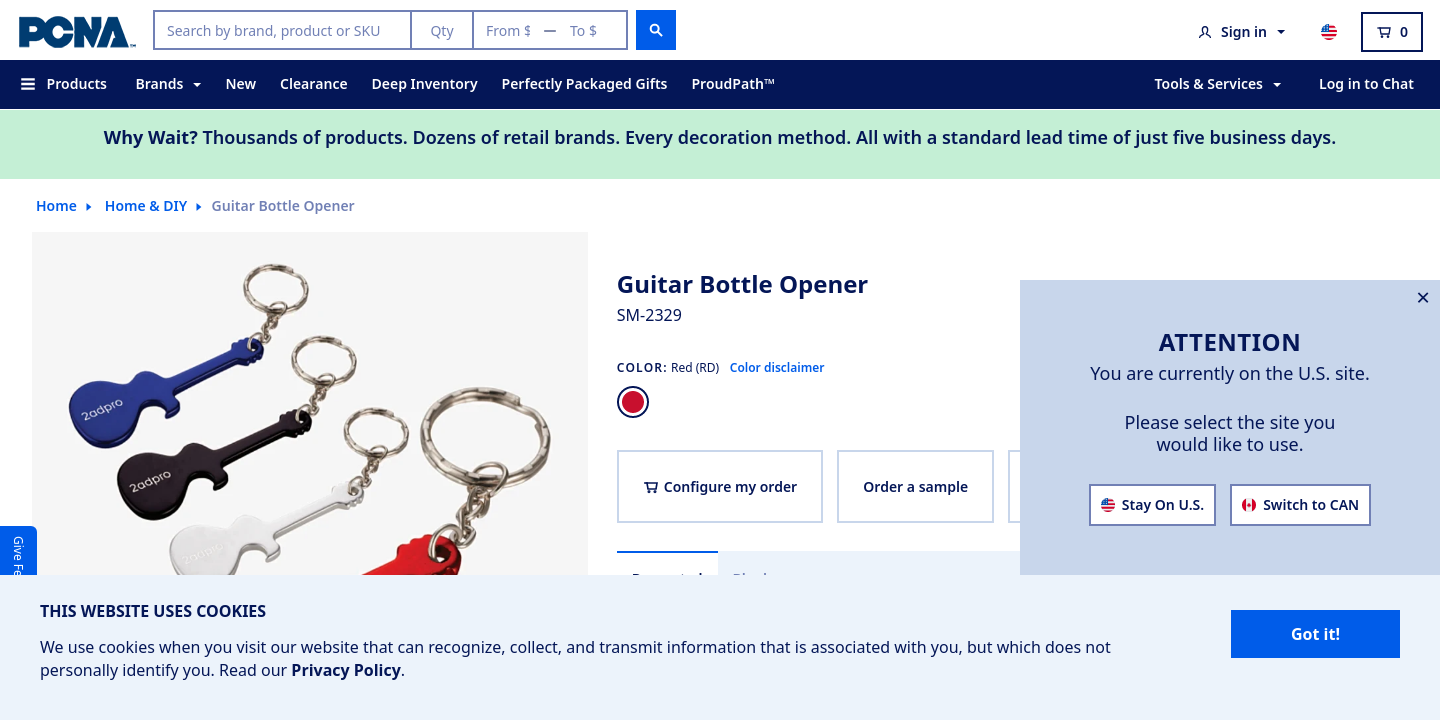 PCNA
Search by brand, product or SKU
Qty
From $
To $
Sign in
0
Products
Brands
New
Clearance
Deep Inventory
Perfectly Packaged Gifts
ProudPath™
Tools & Services
Log in to Chat
Why Wait? Thousands of products. Dozens of retail brands. Every decoration method. All with a standard lead time of just five business days.
Home
Home & DIY
Guitar Bottle Opener
2adpro
2adpro
2adpro
Guitar Bottle Opener
SM-2329
COLOR: Red (RD) Color disclaimer
Configure my order
Order a sample
ATTENTION
You are currently on the U.S. site.
Please select the site you
would like to use.
Stay On U.S.
Switch to CAN
Give
THIS WEBSITE USES COOKIES
We use cookies when you visit our website that can recognize, collect, and transmit information that is associated with you, but which does not
personally identify you. Read our Privacy Policy.
Got it!